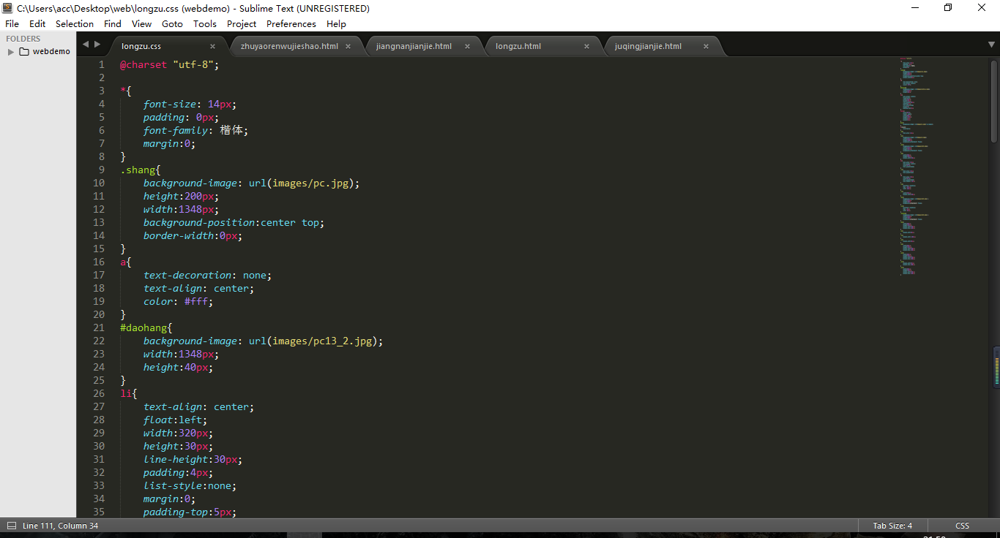 C:\Users\acc\Desktop\web\longzu.css (webdemo) - Sublime Text (UNREGISTERED)
File Edit Selection Find View Goto Tools Project Preferences Help
FOLDERS
webdemo
longzu.css zhuyaorenwujieshao.html jiangnanjianjie.html longzu.html juqingjianjie.html
1 @charset "utf-8";
2
3 *{
4 font-size: 14px;
5 padding: 0px;
6 font-family: 楷体;
7 margin:0;
8 }
9 .shang{
10 background-image: url(images/pc.jpg);
11 height:200px;
12 width:1348px;
13 background-position:center top;
14 border-width:0px;
15 }
16 a{
17 text-decoration: none;
18 text-align: center;
19 color: #fff;
20 }
21 #daohang{
22 background-image: url(images/pc13_2.jpg);
23 width:1348px;
24 height:40px;
25 }
26 li{
27 text-align: center;
28 float:left;
29 width:320px;
30 height:30px;
31 line-height:30px;
32 padding:4px;
33 list-style:none;
34 margin:0;
35 padding-top:5px;
Line 111, Column 34 Tab Size: 4 CSS